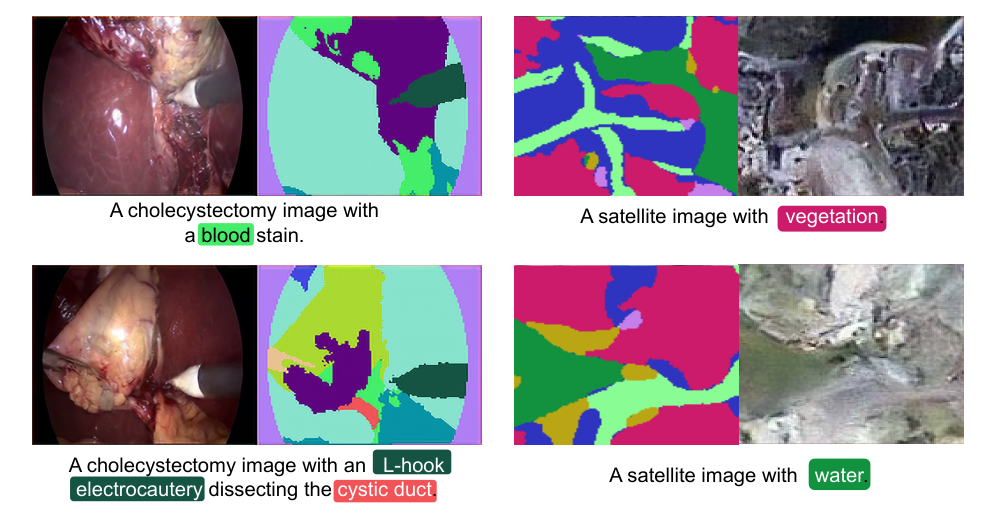 A cholecystectomy image with
a blood stain.
A satellite image with vegetation.
A cholecystectomy image with an L-hook
electrocautery dissecting the cystic duct.
A satellite image with water.